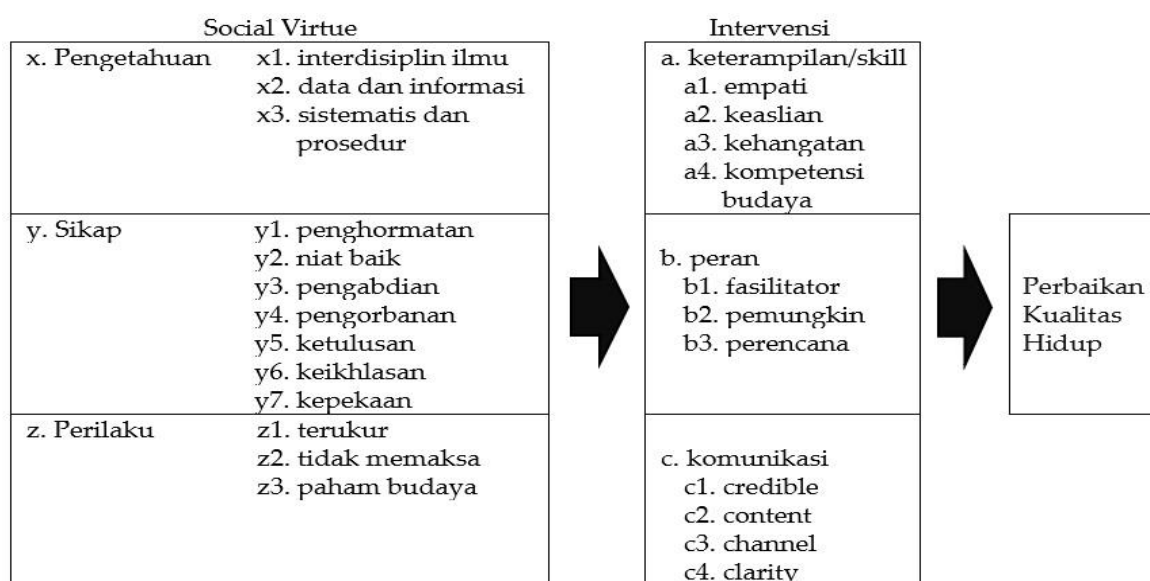 Social Virtue
x. Pengetahuan
x1. interdisiplin ilmu
x2. data dan informasi
x3. sistematis dan
prosedur
y. Sikap
y1. penghormatan
y2. niat baik
y3. pengabdian
y4. pengorbanan
y5. ketulusan
y6. keikhlasan
y7. kepekaan
z. Perilaku
z1. terukur
z2. tidak memaksa
z3. paham budaya
Intervensi
a. keterampilan/skill
a1. empati
a2. keaslian
a3. kehangatan
a4. kompetensi
budaya
b. peran
b1. fasilitator
b2. pemungkin
b3. perencana
c. komunikasi
c1. credible
c2. content
c3. channel
c4. clarity
Perbaikan
Kualitas
Hidup